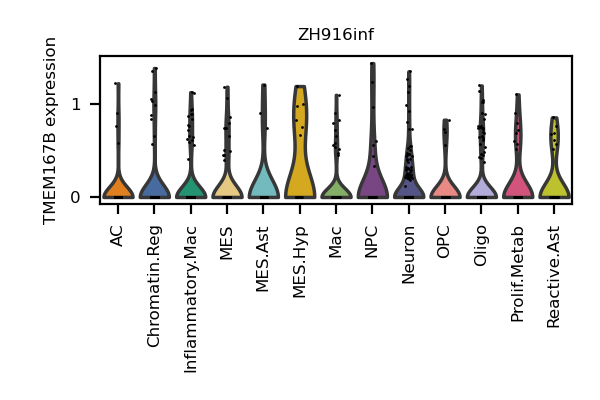 ZH916inf
TMEM167B expression
1
0
AC
Chromatin.Reg
Inflammatory.Mac
MES
MES.Ast
MES.Hyp
Mac
NPC
Neuron
OPC
Oligo
Prolif.Metab
Reactive.Ast